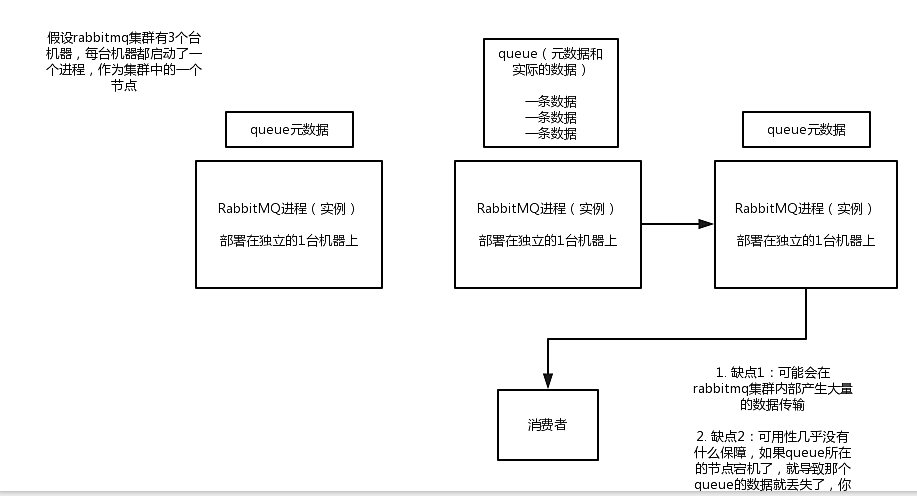 假设rabbitmq集群有3个台
机器，每台机器都启动了一
个进程，作为集群中的一个
节点
queue元数据
queue（元数据和
实际的数据）
一条数据
一条数据
一条数据
queue元数据
RabbitMQ进程（实例）
部署在独立的1台机器上
RabbitMQ进程（实例）
部署在独立的1台机器上
RabbitMQ进程（实例）
部署在独立的1台机器上
消费者
1. 缺点1：可能会在
rabbitmq集群内部产生大量
的数据传输
2. 缺点2：可用性几乎没有
什么保障，如果queue所在
的节点宕机了，就导致那个
queue的数据就丢失了，你